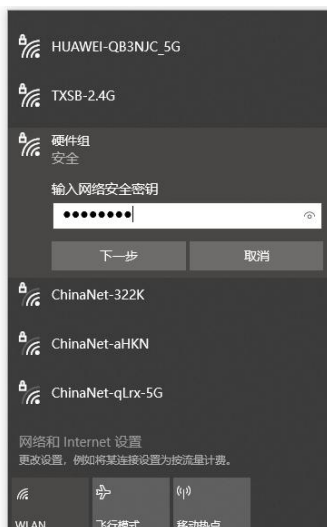 HUAWEI-QB3NJC_5G
TXSB-2.4G
硬件组
安全
输入网络安全密钥
●●●●●●●●
下一步 取消
ChinaNet-322K
ChinaNet-aHKN
ChinaNet-qLrx-5G
网络和 Internet 设置
更改设置，例如将某连接设置为按流量计费。
WLAN 飞行模式 移动热点